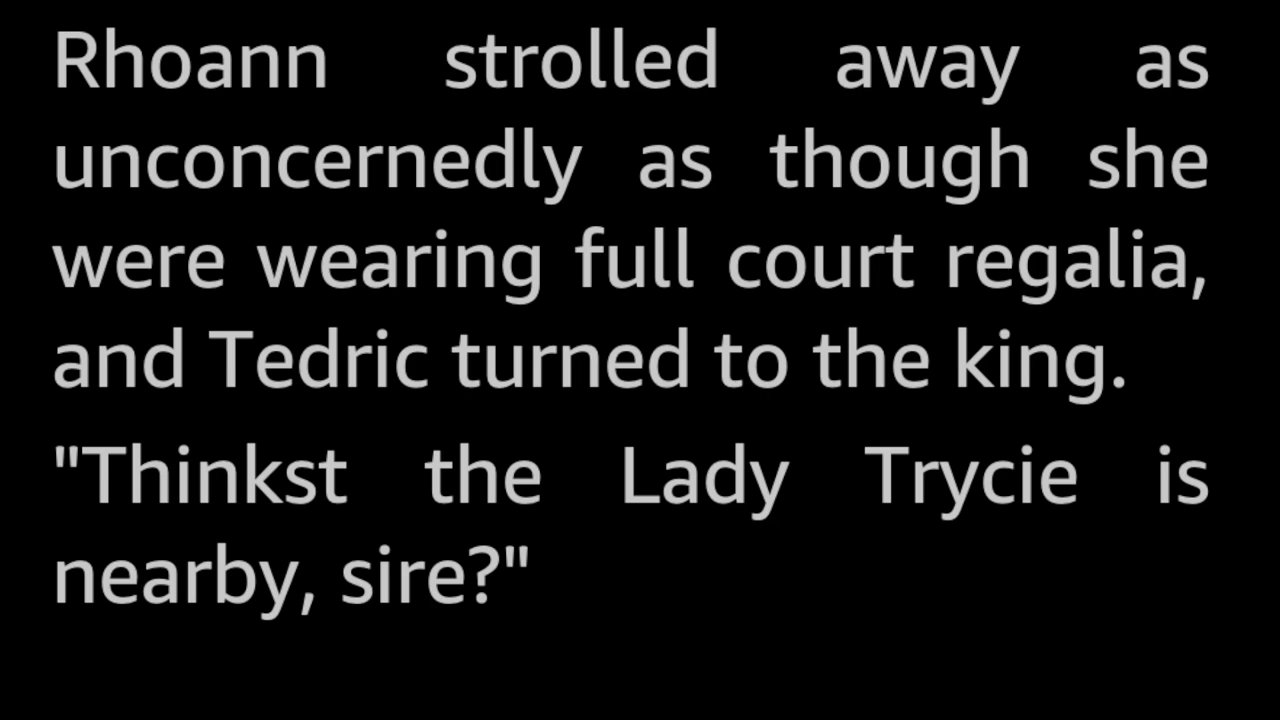 Rhoann strolled away as
unconcernedly as though she
were wearing full court regalia,
and Tedric turned to the king.
"Thinkst the Lady Trycie is
nearby, sire?"